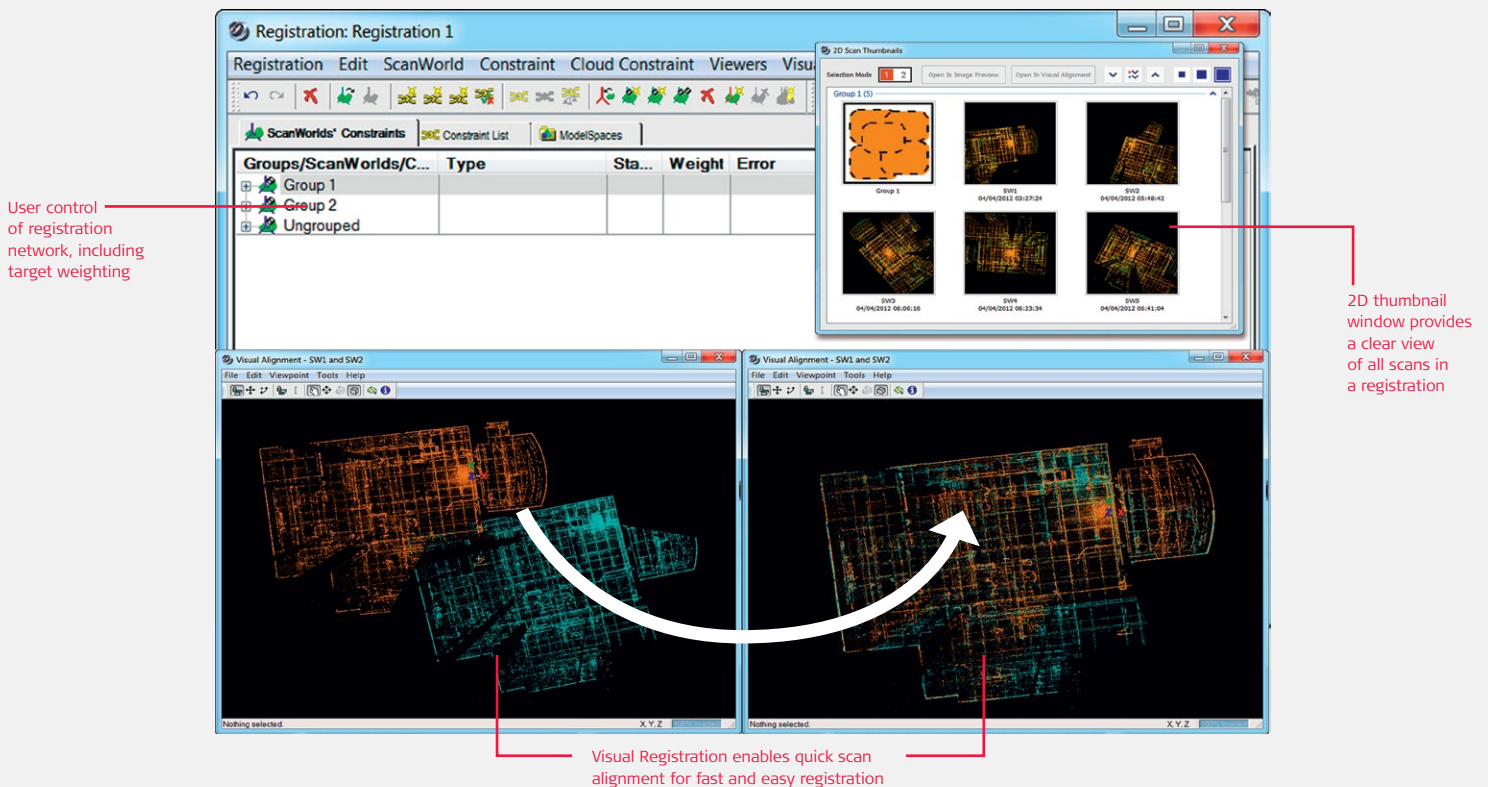 Registration: Registration 1
Registration Edit ScanWorld Constraint Cloud Constraint Viewers Visu
ScanWorlds' Constraints Constraint List ModelSpaces
Groups/ScanWorlds/C... Type Sta... Weight Error
Group 1
Group 2
Ungrouped
2D Scan Thumbnails
Selection Mode 1 2 Open In Image Preview Open In Visual Alignment
Group 1 (5)
Group 1
SW1
04/04/2012 03:27:24
SW2
04/04/2012 05:48:42
SW3
04/04/2012 06:06:16
SW4
04/04/2012 06:23:34
SW5
04/04/2012 06:41:04
User control
of registration
network, including
target weighting
2D thumbnail
window provides
a clear view
of all scans in
a registration
Visual Alignment - SW1 and SW2
File Edit Viewpoint Tools Help
Nothing selected.
X, Y, Z
Visual Alignment - SW1 and SW2
File Edit Viewpoint Tools Help
Nothing selected.
X, Y, Z
Visual Registration enables quick scan
alignment for fast and easy registration